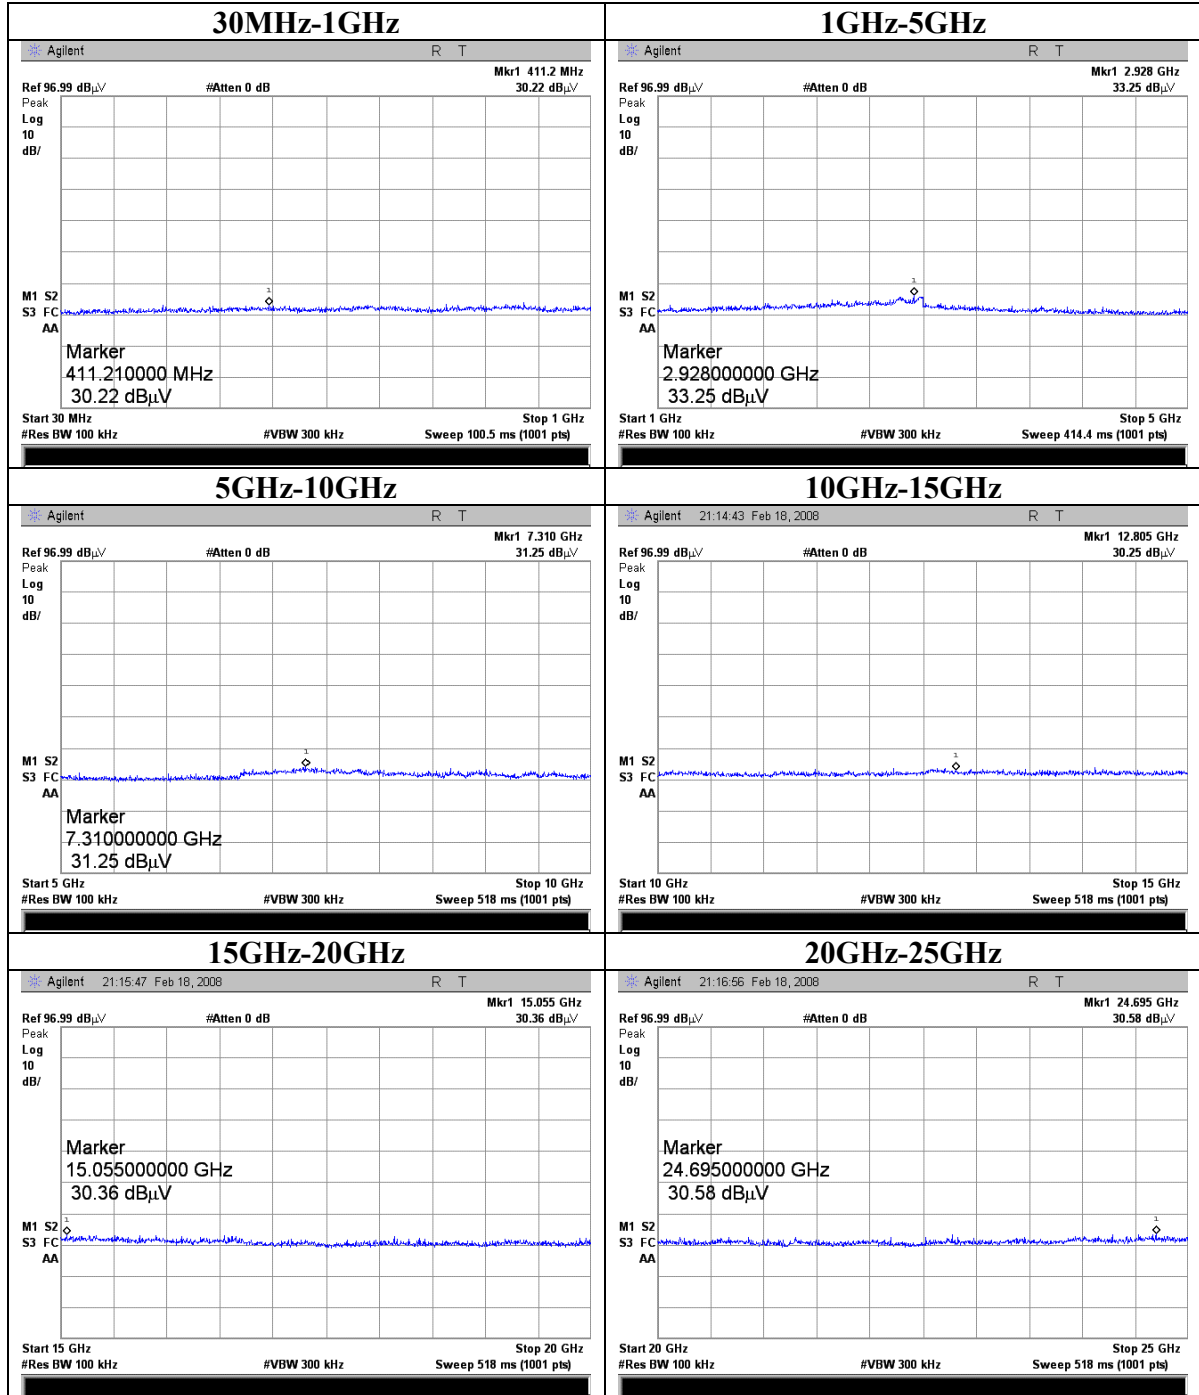 30MHz-1GHz
Agilent R T
Mkr1 411.2 MHz
Ref 96.99 dBµV #Atten 0 dB 30.22 dBµV
Peak
Log
10
dB/
1
M1 S2
S3 FC
AA
Marker
411.210000 MHz
30.22 dBµV
Start 30 MHz Stop 1 GHz
#Res BW 100 kHz #VBW 300 kHz Sweep 100.5 ms (1001 pts)
1GHz-5GHz
Agilent R T
Mkr1 2.928 GHz
Ref 96.99 dBµV #Atten 0 dB 33.25 dBµV
Peak
Log
10
dB/
1
M1 S2
S3 FC
AA
Marker
2.928000000 GHz
33.25 dBµV
Start 1 GHz Stop 5 GHz
#Res BW 100 kHz #VBW 300 kHz Sweep 414.4 ms (1001 pts)
5GHz-10GHz
Agilent R T
Mkr1 7.310 GHz
Ref 96.99 dBµV #Atten 0 dB 31.25 dBµV
Peak
Log
10
dB/
1
M1 S2
S3 FC
AA
Marker
7.310000000 GHz
31.25 dBµV
Start 5 GHz Stop 10 GHz
#Res BW 100 kHz #VBW 300 kHz Sweep 518 ms (1001 pts)
10GHz-15GHz
Agilent 21:14:43 Feb 18, 2008 R T
Mkr1 12.805 GHz
Ref 96.99 dBµV #Atten 0 dB 30.25 dBµV
Peak
Log
10
dB/
1
M1 S2
S3 FC
AA
Start 10 GHz Stop 15 GHz
#Res BW 100 kHz #VBW 300 kHz Sweep 518 ms (1001 pts)
15GHz-20GHz
Agilent 21:15:47 Feb 18, 2008 R T
Mkr1 15.055 GHz
Ref 96.99 dBµV #Atten 0 dB 30.36 dBµV
Peak
Log
10
dB/
Marker
15.055000000 GHz
30.36 dBµV
1
M1 S2
S3 FC
AA
Start 15 GHz Stop 20 GHz
#Res BW 100 kHz #VBW 300 kHz Sweep 518 ms (1001 pts)
20GHz-25GHz
Agilent 21:16:56 Feb 18, 2008 R T
Mkr1 24.695 GHz
Ref 96.99 dBµV #Atten 0 dB 30.58 dBµV
Peak
Log
10
dB/
Marker
24.695000000 GHz
30.58 dBµV
1
M1 S2
S3 FC
AA
Start 20 GHz Stop 25 GHz
#Res BW 100 kHz #VBW 300 kHz Sweep 518 ms (1001 pts)